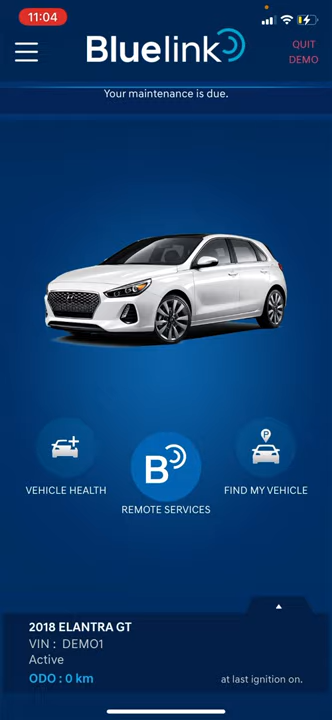 11:04
Bluelink
QUIT
DEMO
Your maintenance is due.
P
B
VEHICLE HEALTH
FIND MY VEHICLE
REMOTE SERVICES
2018 ELANTRA GT
VIN : DEMO1
Active
ODO : 0 km
at last ignition on.